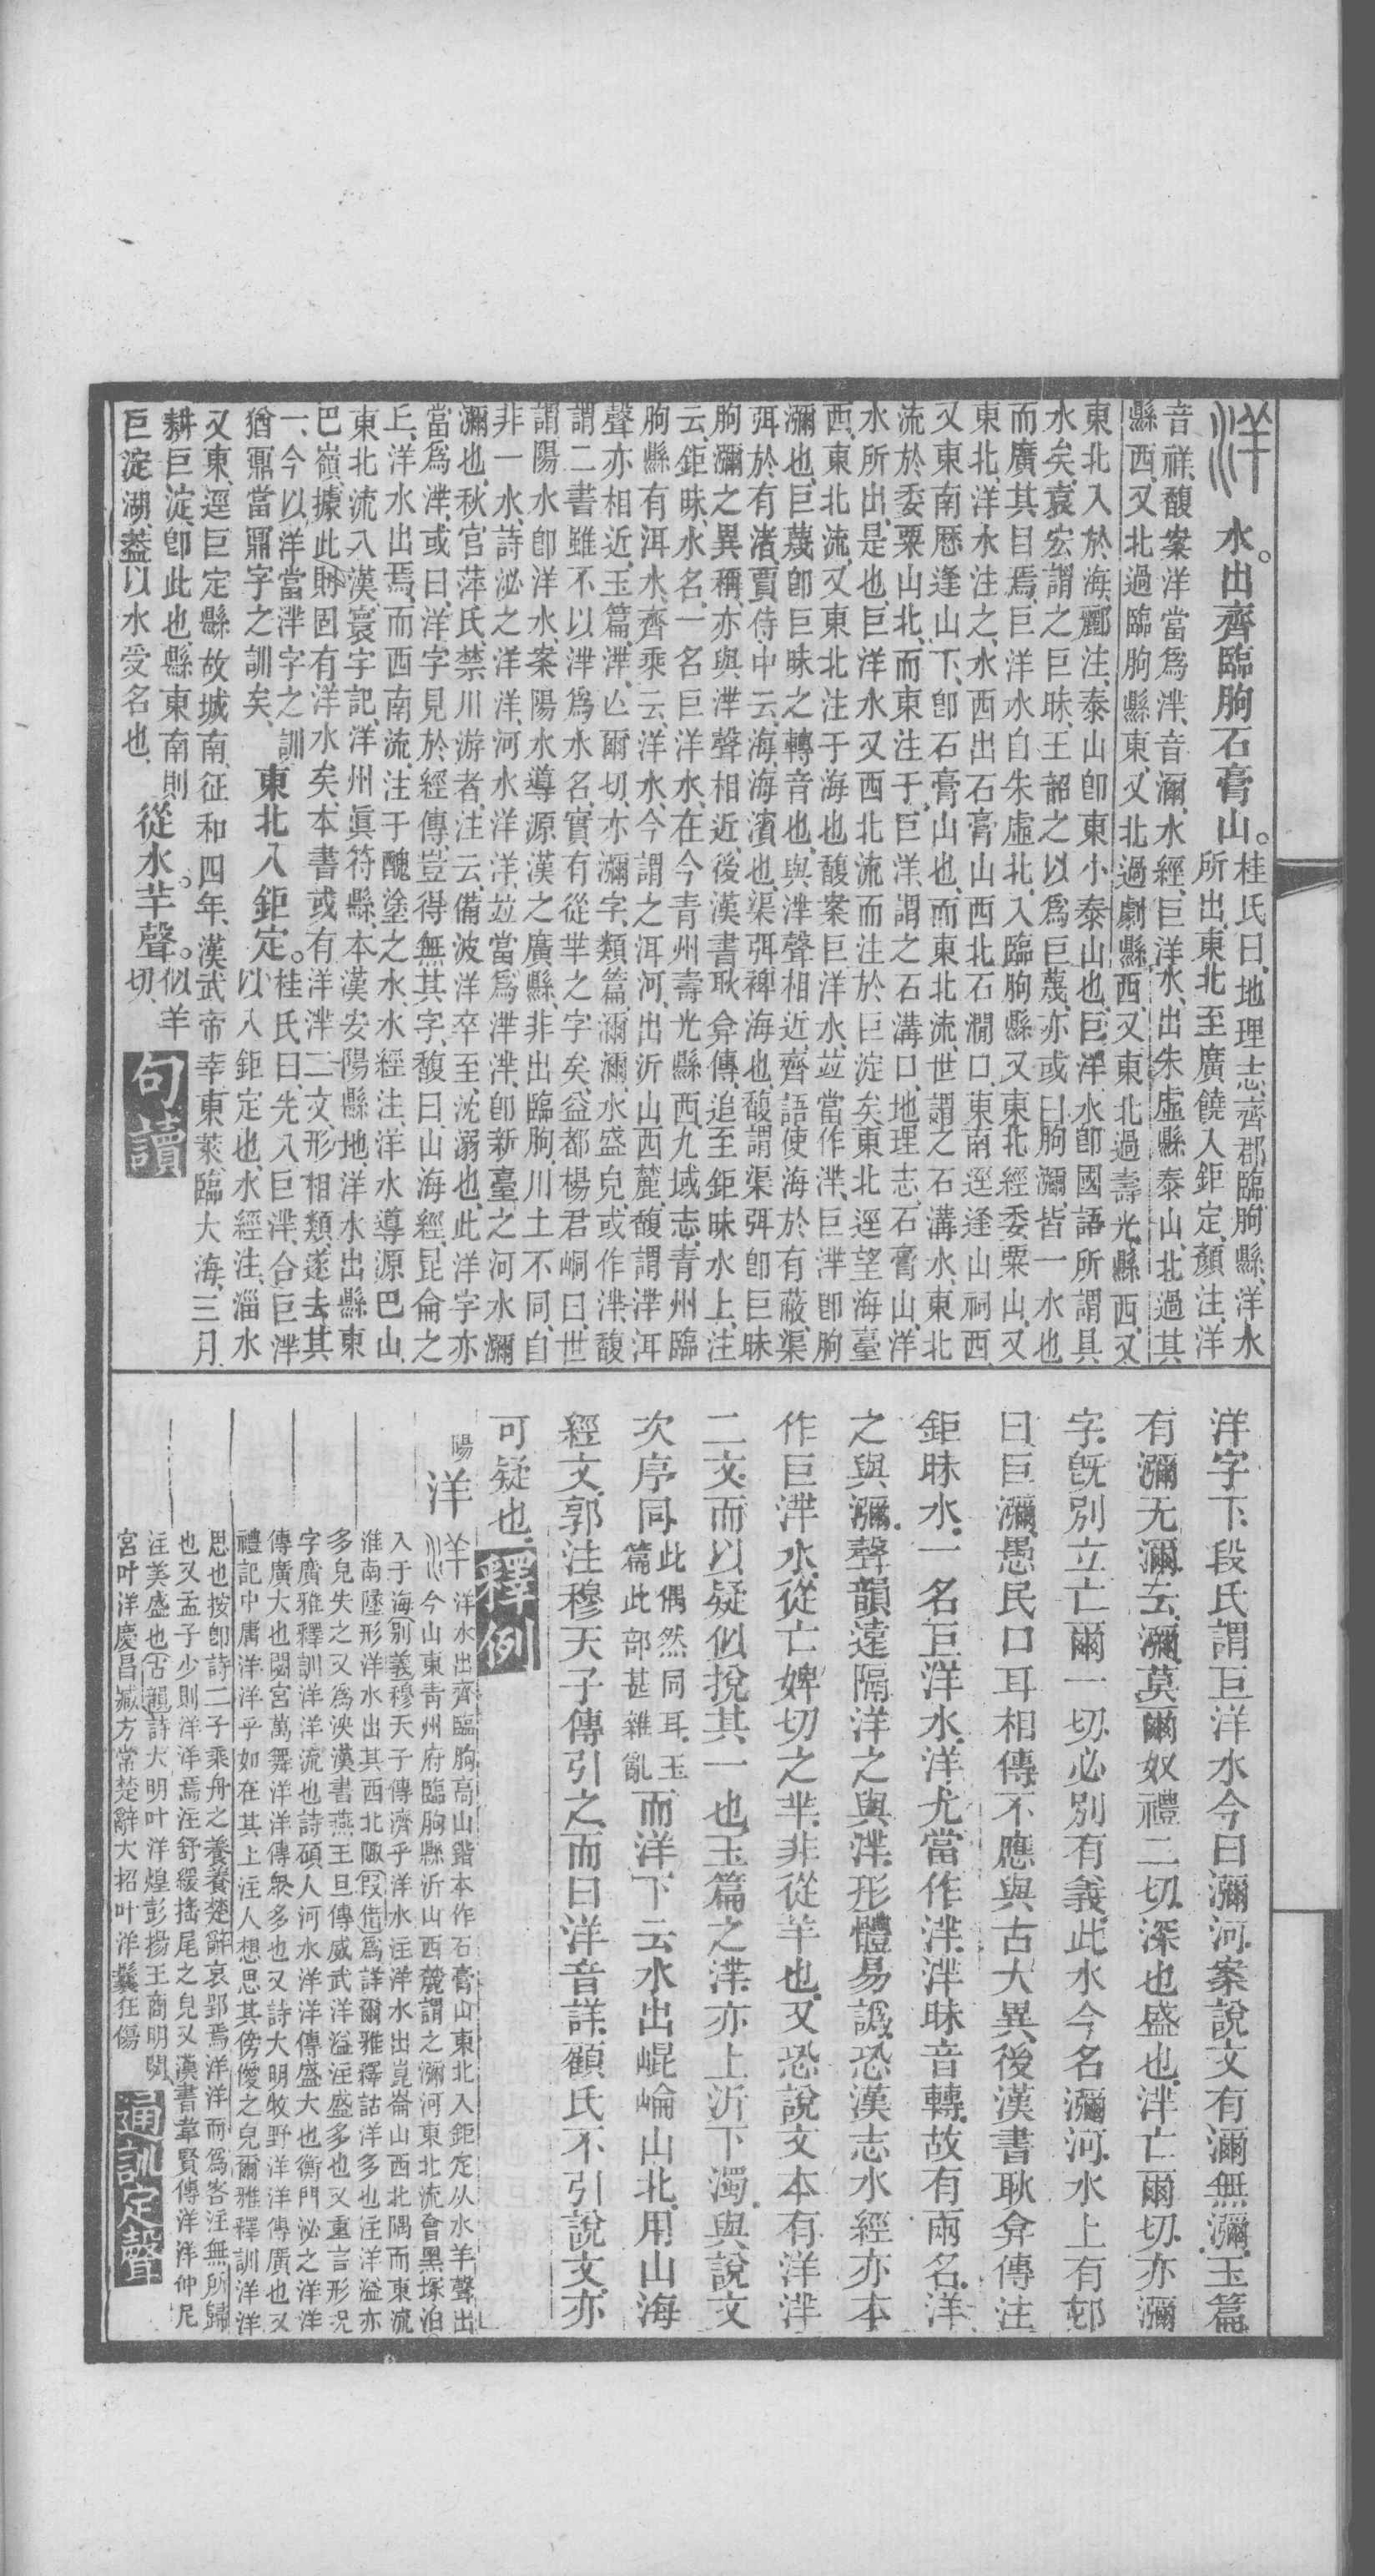 洋 水。出齊臨朐石膏山。桂氏曰、地理志、齊郡臨朐縣、洋水
所出、東北至廣饒入鉅定、顏注、洋
音祥、馥案洋當爲𣴴、音瀰、水經、巨洋水、出朱虛縣泰山、北過其
縣西、又北過臨朐縣東、又北過劇縣西、又東北過壽光縣西、又
東北入於海、酈注、泰山卽東小泰山也、巨洋水卽國語所謂具
水矣、袁宏謂之巨昧、王韶之以爲巨蔑、亦或曰朐瀰、皆一水也
而廣其目焉、巨洋水自朱虛北入臨朐縣、又東北經委粟山、又
東北、洋水注之、水西出石膏山西北石澗口、東南逕逢山祠西
又東南歷逢山下、卽石膏山也、而東北流、世謂之石溝水、東北
流於委粟山北、而東注于巨洋、謂之石溝口、地理志、石膏山、洋
水所出、是也、巨洋水又西北流而注於巨淀矣、東北逕望海臺
西、東北流、又東北注于海也、馥案巨洋水、竝當作𣴴、巨𣴴卽朐
瀰也、巨蔑卽巨昧之轉音也、與𣴴聲相近、齊語使海於有蔽、渠
弭於有渚、賈侍中云、海、海濱也、渠弭、裨海也、馥謂渠弭卽巨昧
朐瀰之異稱、亦與𣴴聲相近、後漢書耿弇傳、追至鉅昧水上、注
云、鉅昧、水名、一名巨洋水、在今青州壽光縣西、九域志、青州臨
朐縣有洱水、齊乘云、洋水、今謂之洱河、出沂山西麓、馥謂𣴴洱
聲亦相近、玉篇、𣴴、亾爾切、亦瀰字、類篇、濔瀰、水盛皃、或作𣴴、馥
謂二書雖不以𣴴爲水名、實有從芈之字矣、益都楊君峒曰、世
謂陽水卽洋水、案陽水導源漢之廣縣、非出臨朐、川土不同、自
非一水、詩泌之洋洋、河水洋洋、竝當爲𣴴𣴴、卽新臺之河水瀰
瀰也、秋官萍氏、禁川游者、注云、備波洋卒至、沈溺也、此洋字亦
當爲𣴴、或曰、洋字見於經傳、豈得無其字、馥曰、山海經、昆侖之
丘、洋水出焉、而西南流、注于醜塗之水、水經注、洋水導源巴山
東北流入漢、寰宇記、洋州眞符縣、本漢安陽縣地、洋水出縣東
巴嶺、據此則固有洋水矣、本書或有洋𣴴二文、形相類、遂去其
一、今以洋當𣴴字之訓 東北入鉅定。桂氏曰、先入巨𣴴、合巨𣴴
猶鼏當鼏字之訓矣、 以入鉅定也、水經注、淄水
又東、逕巨定縣故城南、征和四年、漢武帝幸東萊、臨大海、三月
耕巨淀、卽此也、縣東南則 從水羊聲。似羊
巨淀湖、葢以水受名也、 切、 句讀
洋字下、段氏謂巨洋水今曰瀰河、案說文有濔無瀰、玉篇
有瀰无濔、云、瀰、莫爾奴禮二切、深也、盛也、𣴴、亡爾切、亦瀰
字、旣別立亡爾一切、必別有義、此水今名瀰河、水上有邨
曰巨瀰、愚民口耳相傳、不應與古大異、後漢書耿弇傳注
鉅昧水、一名巨洋水、洋尤當作𣴴、𣴴昧音轉、故有兩名、洋
之與瀰、聲韻遠隔、洋之與𣴴、形體易譌、恐漢志水經亦本
作巨𣴴水、從亡婢切之芈、非從羊也、又恐說文本有洋𣴴
二文、而以疑似挩其一也、玉篇之𣴴、亦上沂下濁、與說文
次序同、此偶然同耳、玉篇此部甚雜亂而洋下云水出崐崘山北、用山海
經文、郭注穆天子傳引之、而曰洋音詳、顧氏不引說文、亦
可疑也、 釋例
陽 洋 洋水出齊臨朐高山鍇本作石膏山東北入鉅定从水羊聲出
今山東青州府臨朐縣沂山西麓謂之瀰河東北流會黑塚泊
入于海 別義 穆天子傳濟乎洋水注洋水出崑崙山西北隅而東流
淮南墬形洋水出其西北陬 叚借 爲詳爾雅釋詁洋多也注洋溢亦
多皃失之又爲泱漢書燕王旦傳威武洋溢注盛多也又重言形況
字廣雅釋訓洋洋流也詩碩人河水洋洋傳盛大也衡門泌之洋洋
傳廣大也閟宮萬舞洋洋傳衆多也又詩大明牧野洋洋傳廣也又
禮記中庸洋洋乎如在其上注人想思其傍僾之皃爾雅釋訓洋洋
思也按卽詩二子乘舟之養養楚辭哀郢焉洋洋而爲客注無所歸
也又孟子少則洋洋焉注舒緩搖尾之皃又漢書韋賢傳洋洋仲尼
注美盛也 古韻 詩大明叶洋煌彭揚王商明閟
宮叶洋慶昌臧方常楚辭大招叶洋鬤狂傷 通訓定聲